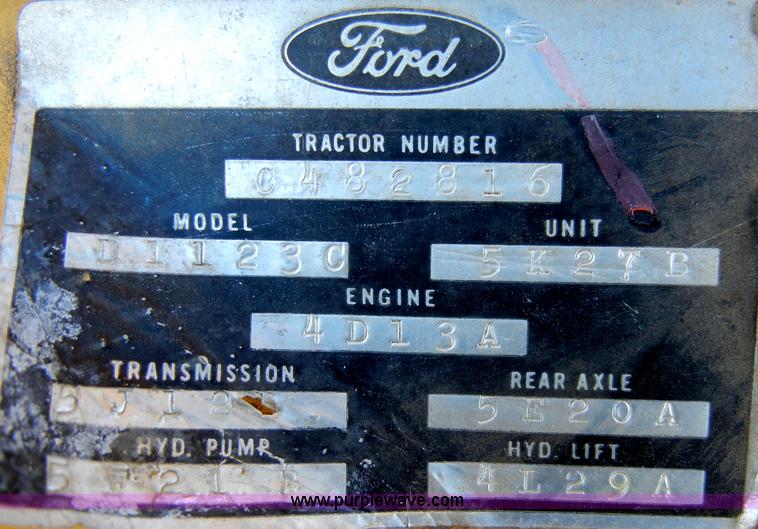 Ford
TRACTOR NUMBER
C482816
MODEL UNIT
D1123C 5K27B
ENGINE
4D13A
TRANSMISSION REAR AXLE
5E20A
HYD. PUMP HYD. LIFT
4L29A
www.purplewave.com